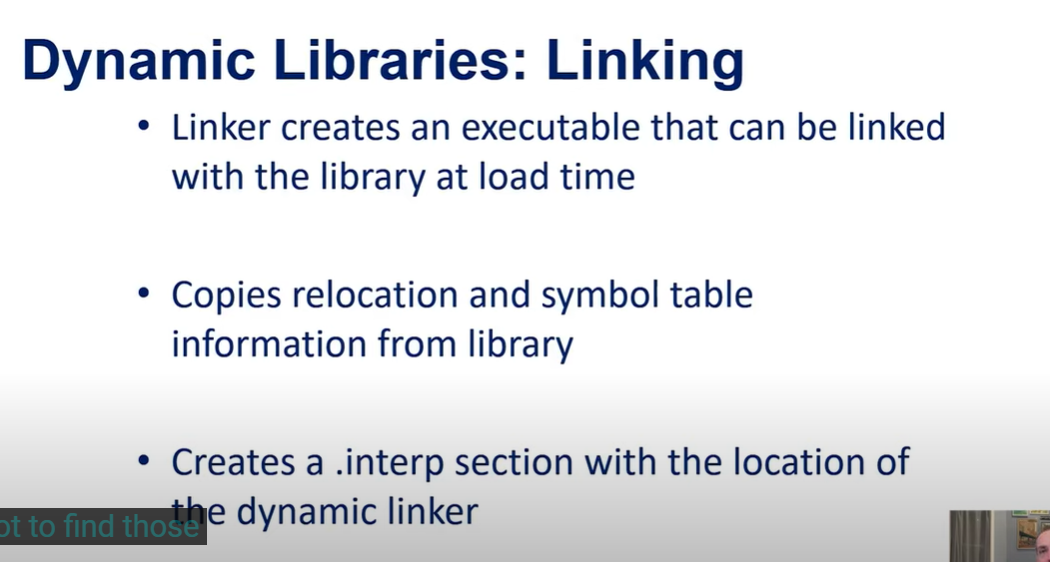 Dynamic Libraries: Linking
• Linker creates an executable that can be linked
with the library at load time
• Copies relocation and symbol table
information from library
• Creates a .interp section with the location of
the dynamic linker
to find those